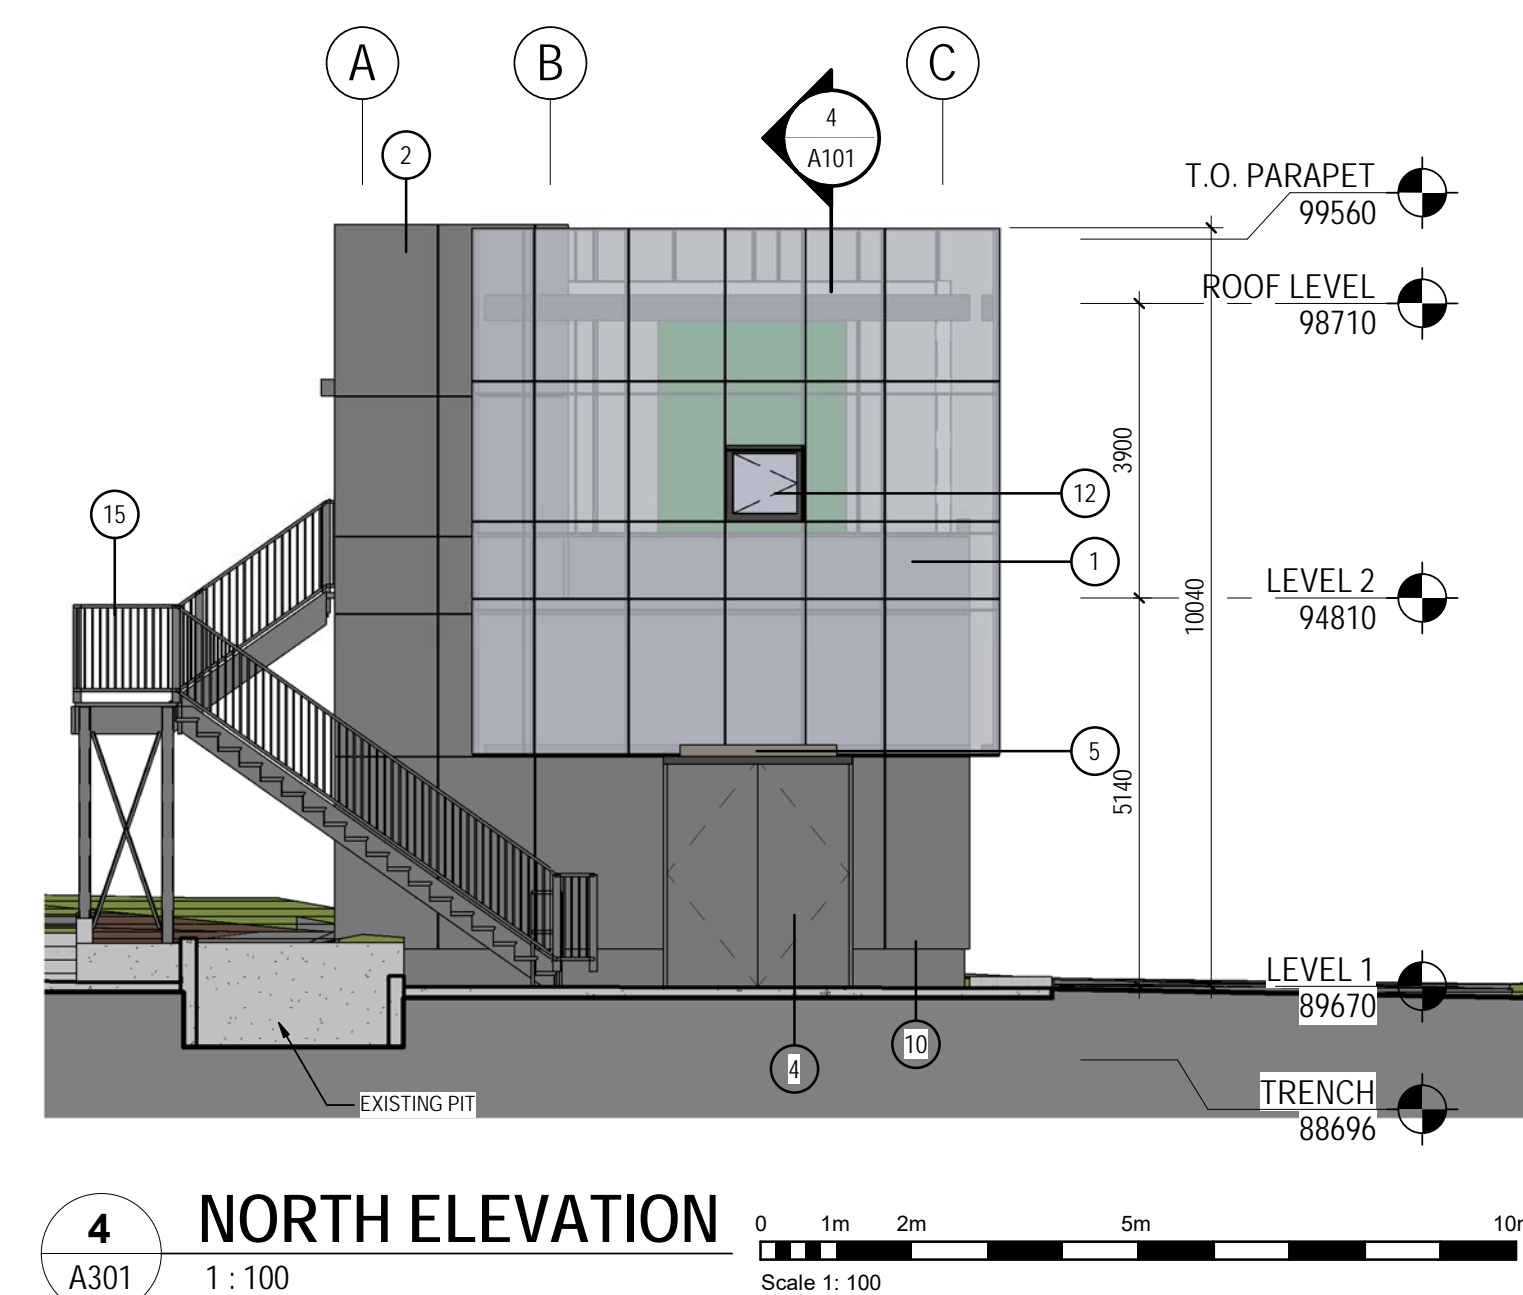 A B C
4
A101
2
T.O. PARAPET
99560
ROOF LEVEL
98710
3900
12
15
1
LEVEL 2
94810
10040
5
5140
LEVEL 1
89670
10
4
EXISTING PIT
TRENCH
88696
4
A301
NORTH ELEVATION
1 : 100
0 1m 2m 5m 10m
Scale 1: 100